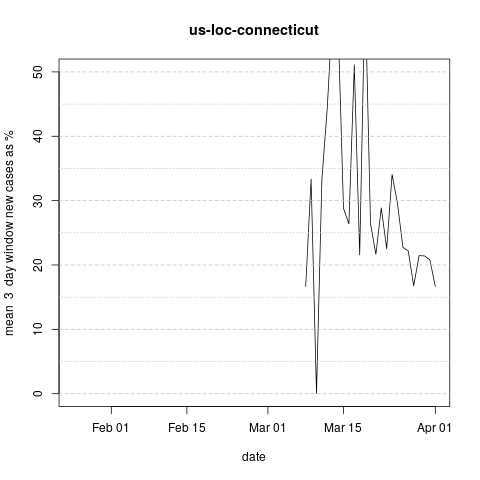 us-loc-connecticut
mean 3 day window new cases as %
50
40
30
20
10
0
Feb 01 Feb 15 Mar 01 Mar 15 Apr 01
date